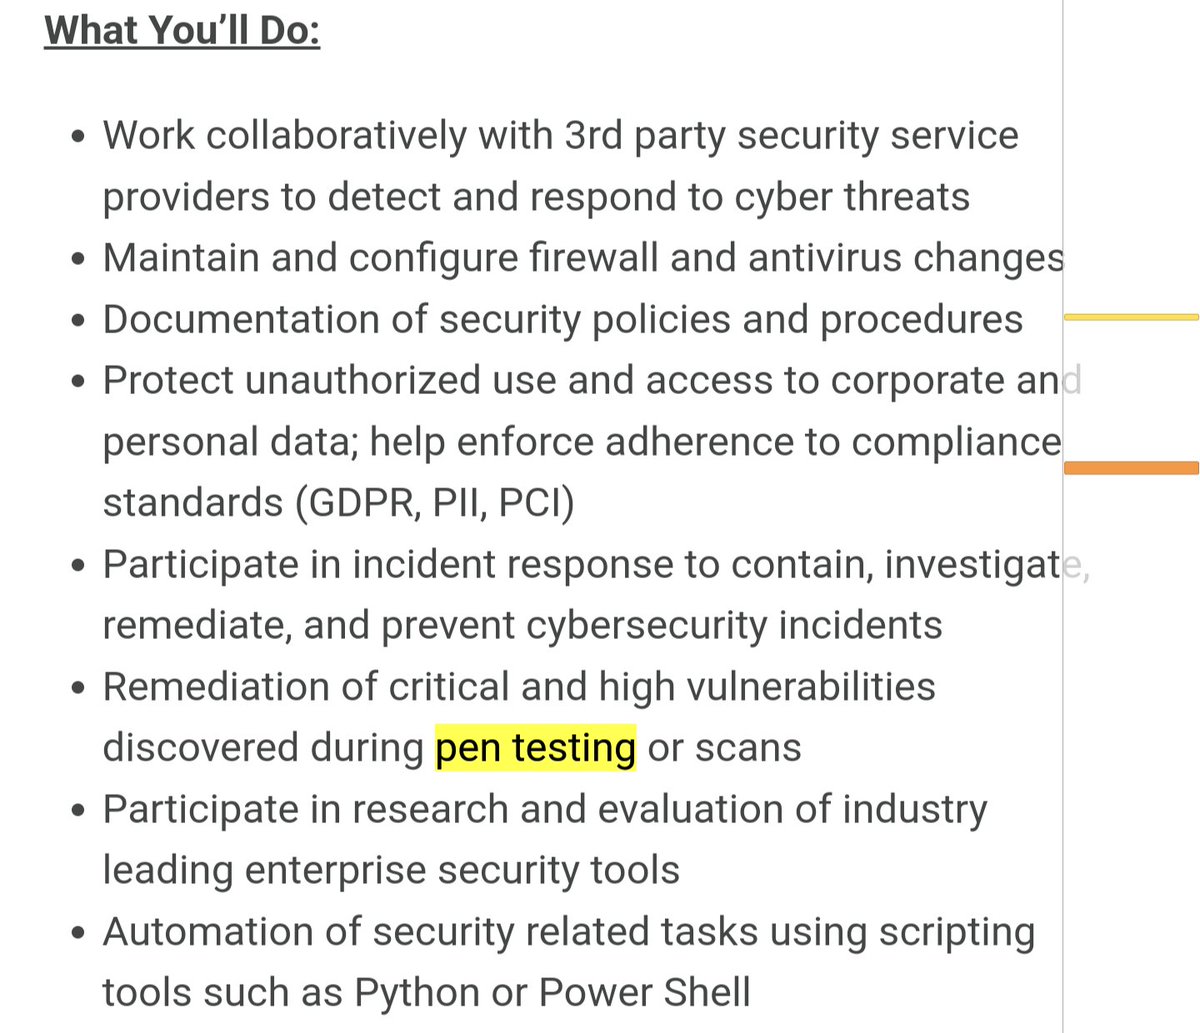 What You'll Do:
• Work collaboratively with 3rd party security service
providers to detect and respond to cyber threats
• Maintain and configure firewall and antivirus changes
• Documentation of security policies and procedures
• Protect unauthorized use and access to corporate and
personal data; help enforce adherence to compliance
standards (GDPR, PII, PCI)
• Participate in incident response to contain, investigate,
remediate, and prevent cybersecurity incidents
• Remediation of critical and high vulnerabilities
discovered during pen testing or scans
• Participate in research and evaluation of industry
leading enterprise security tools
• Automation of security related tasks using scripting
tools such as Python or Power Shell